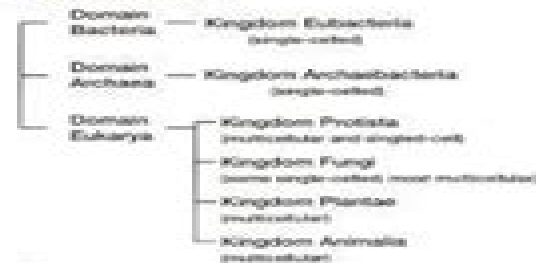 Domain
Bacteria
Kingdom Eubacteria
(single-celled)
Domain
Archaea
Kingdom Archaebacteria
(single-celled)
Domain
Eukarya
Kingdom Protista
(multicellular and singled-cell)
Kingdom Fungi
(some single-celled, most multicellular)
Kingdom Plantae
(multicellular)
Kingdom Animalia
(multicellular)